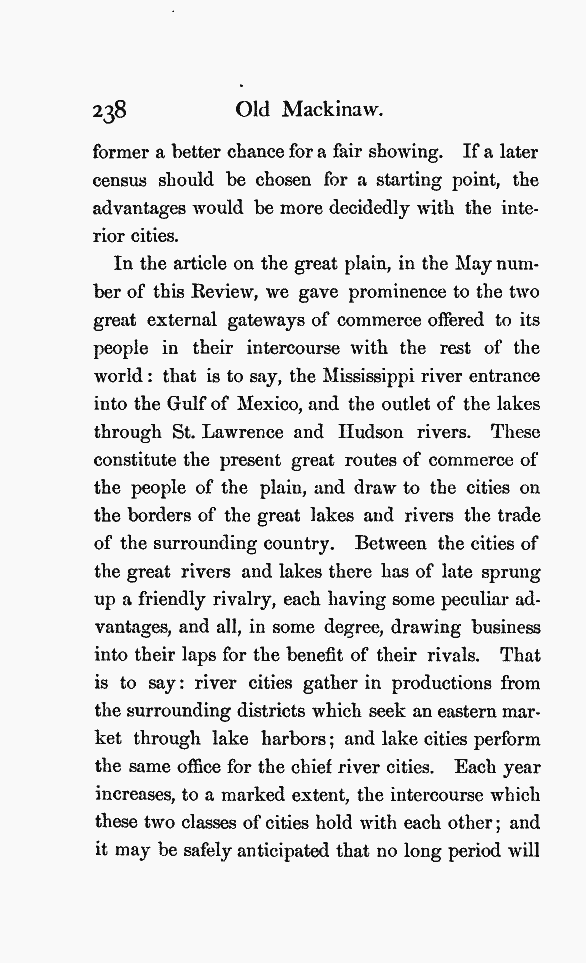 238 Old Mackinaw.
former a better chance for a fair showing. If a later
census should be chosen for a starting point, the
advantages would be more decidedly with the inte-
rior cities.
In the article on the great plain, in the May num-
ber of this Review, we gave prominence to the two
great external gateways of commerce offered to its
people in their intercourse with the rest of the
world: that is to say, the Mississippi river entrance
into the Gulf of Mexico, and the outlet of the lakes
through St. Lawrence and Hudson rivers. These
constitute the present great routes of commerce of
the people of the plain, and draw to the cities on
the borders of the great lakes and rivers the trade
of the surrounding country. Between the cities of
the great rivers and lakes there has of late sprung
up a friendly rivalry, each having some peculiar ad-
vantages, and all, in some degree, drawing business
into their laps for the benefit of their rivals. That
is to say: river cities gather in productions from
the surrounding districts which seek an eastern mar-
ket through lake harbors; and lake cities perform
the same office for the chief river cities. Each year
increases, to a marked extent, the intercourse which
these two classes of cities hold with each other; and
it may be safely anticipated that no long period will